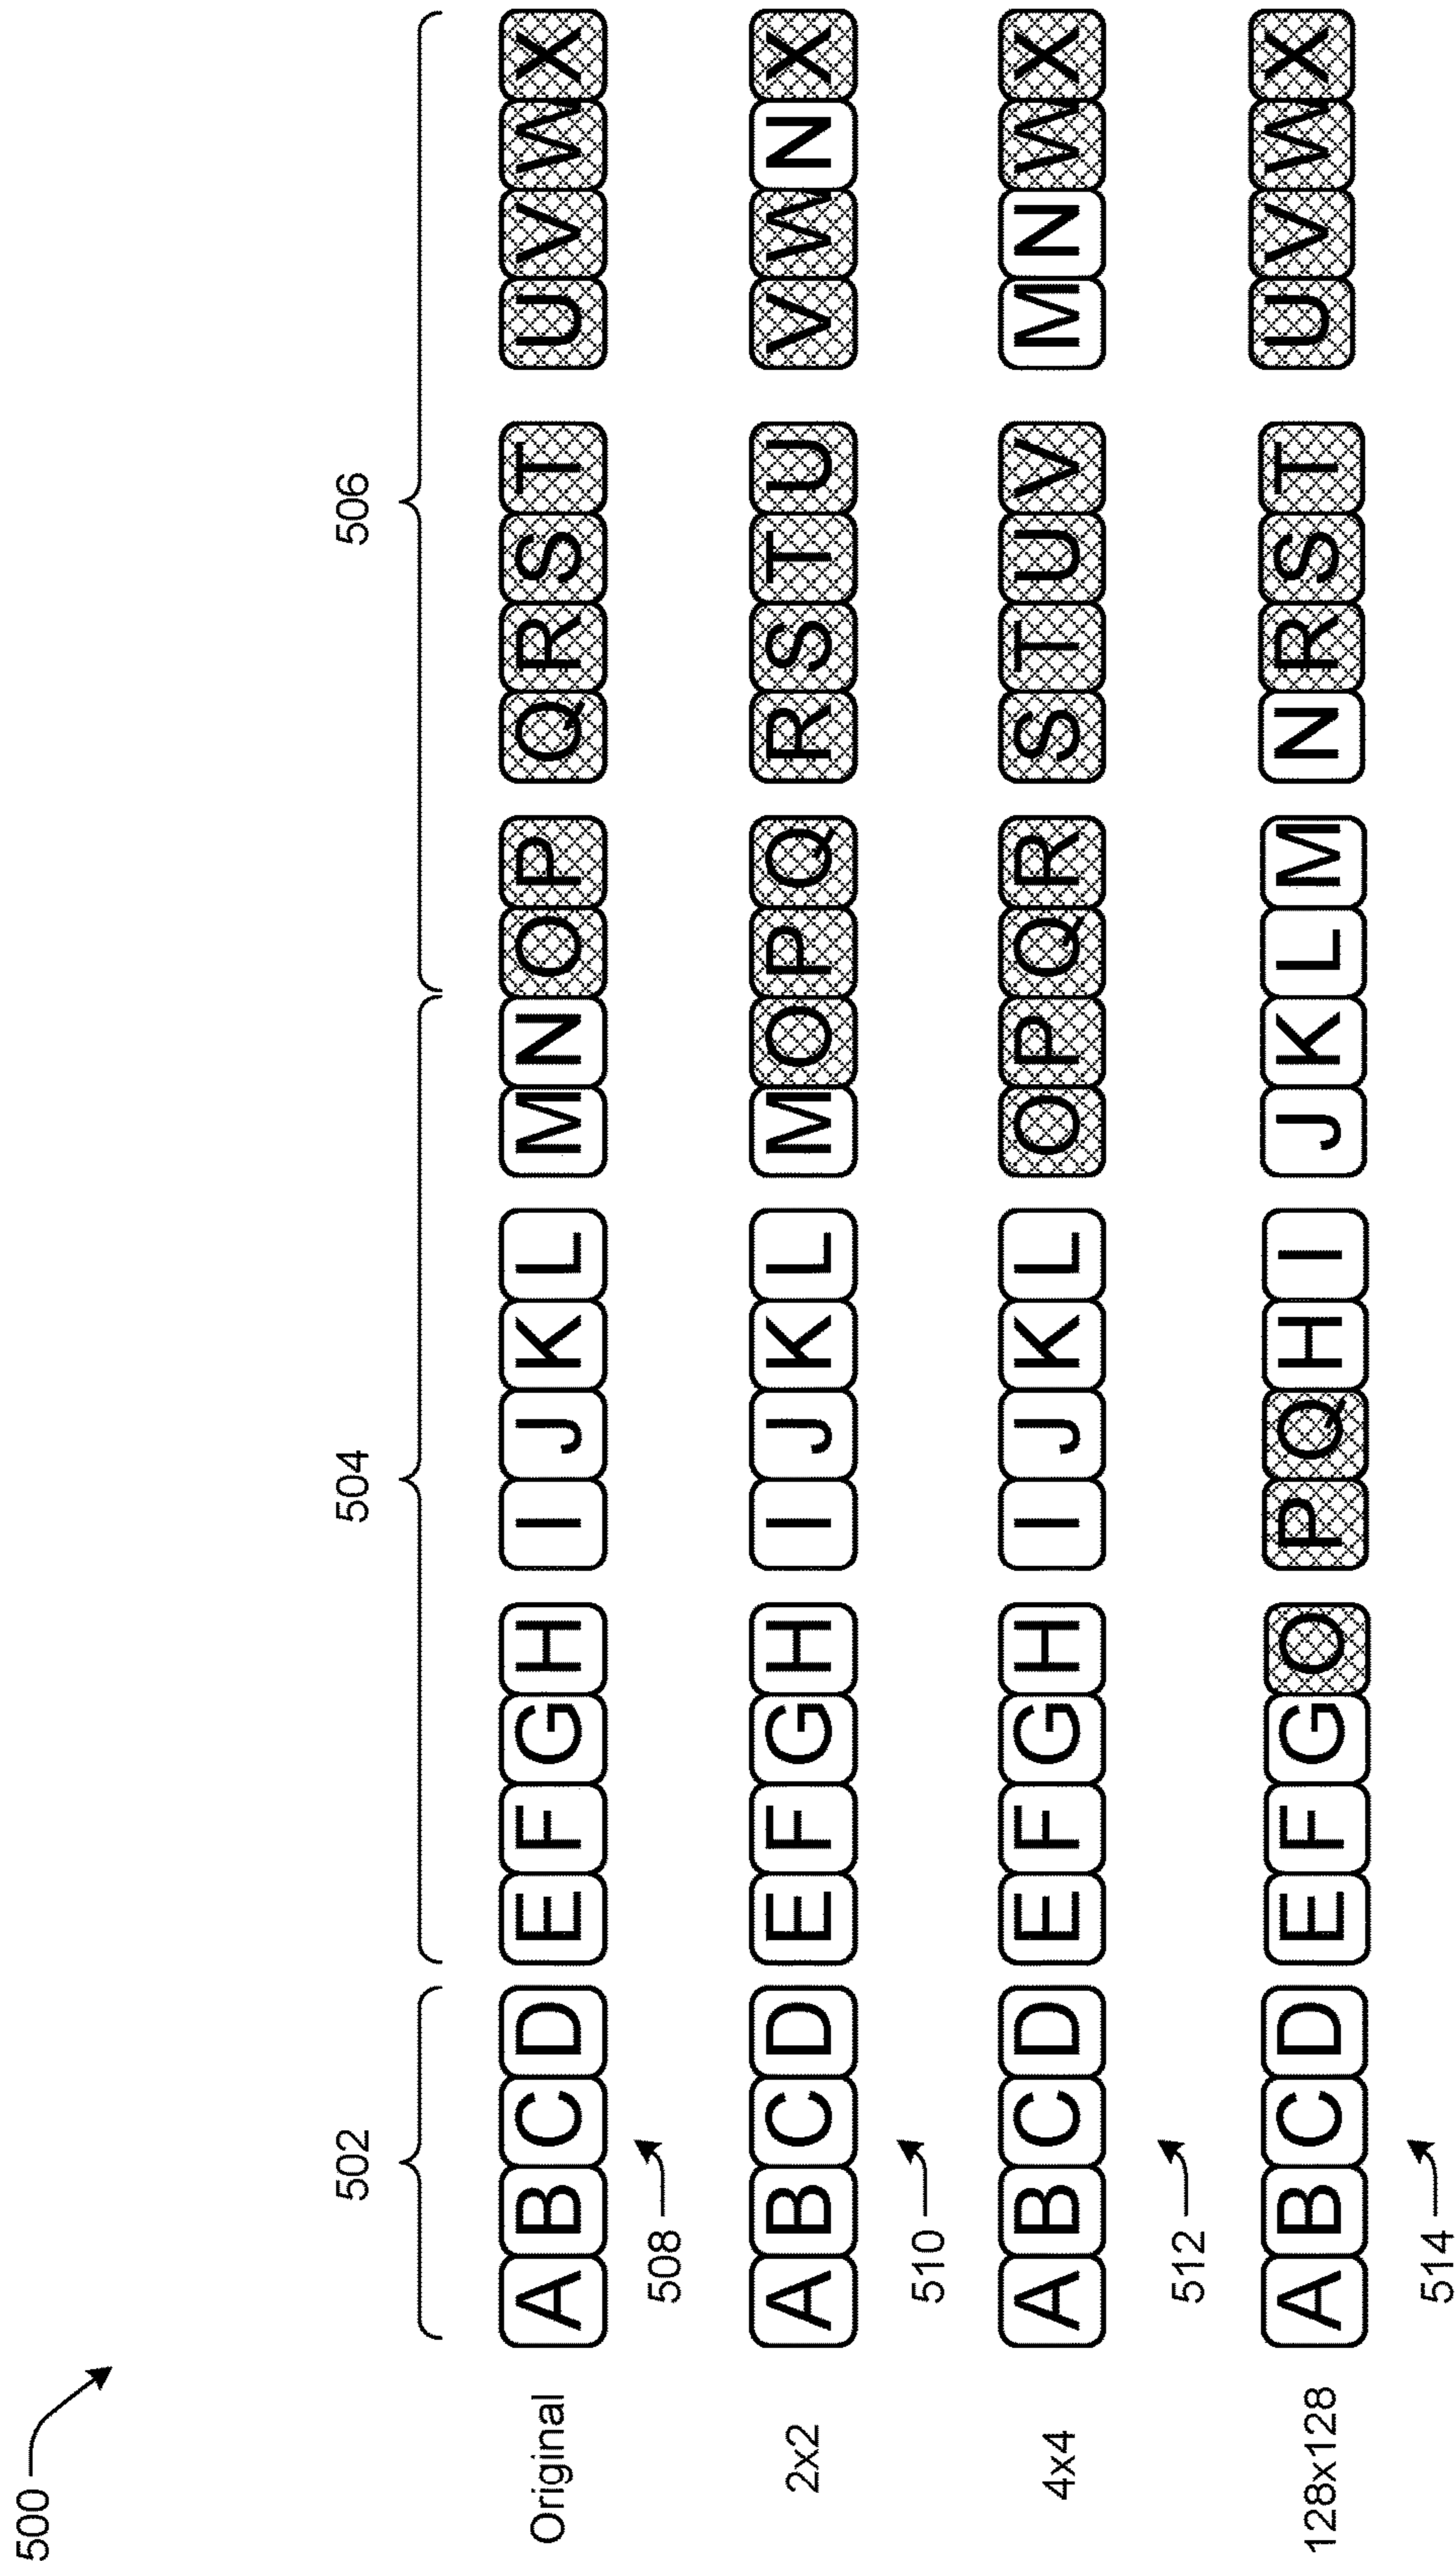 500
502 504 506
Original A B C D E F G H I J K L M N O P Q R S T U V W X
508
2x2 A B C D E F G H I J K L M O P Q R S T U V W N X
510
4x4 A B C D E F G H I J K L O P Q R S T U V M N W X
512
128x128 A B C D E F G O P Q H I J K L M N R S T U V W X
514